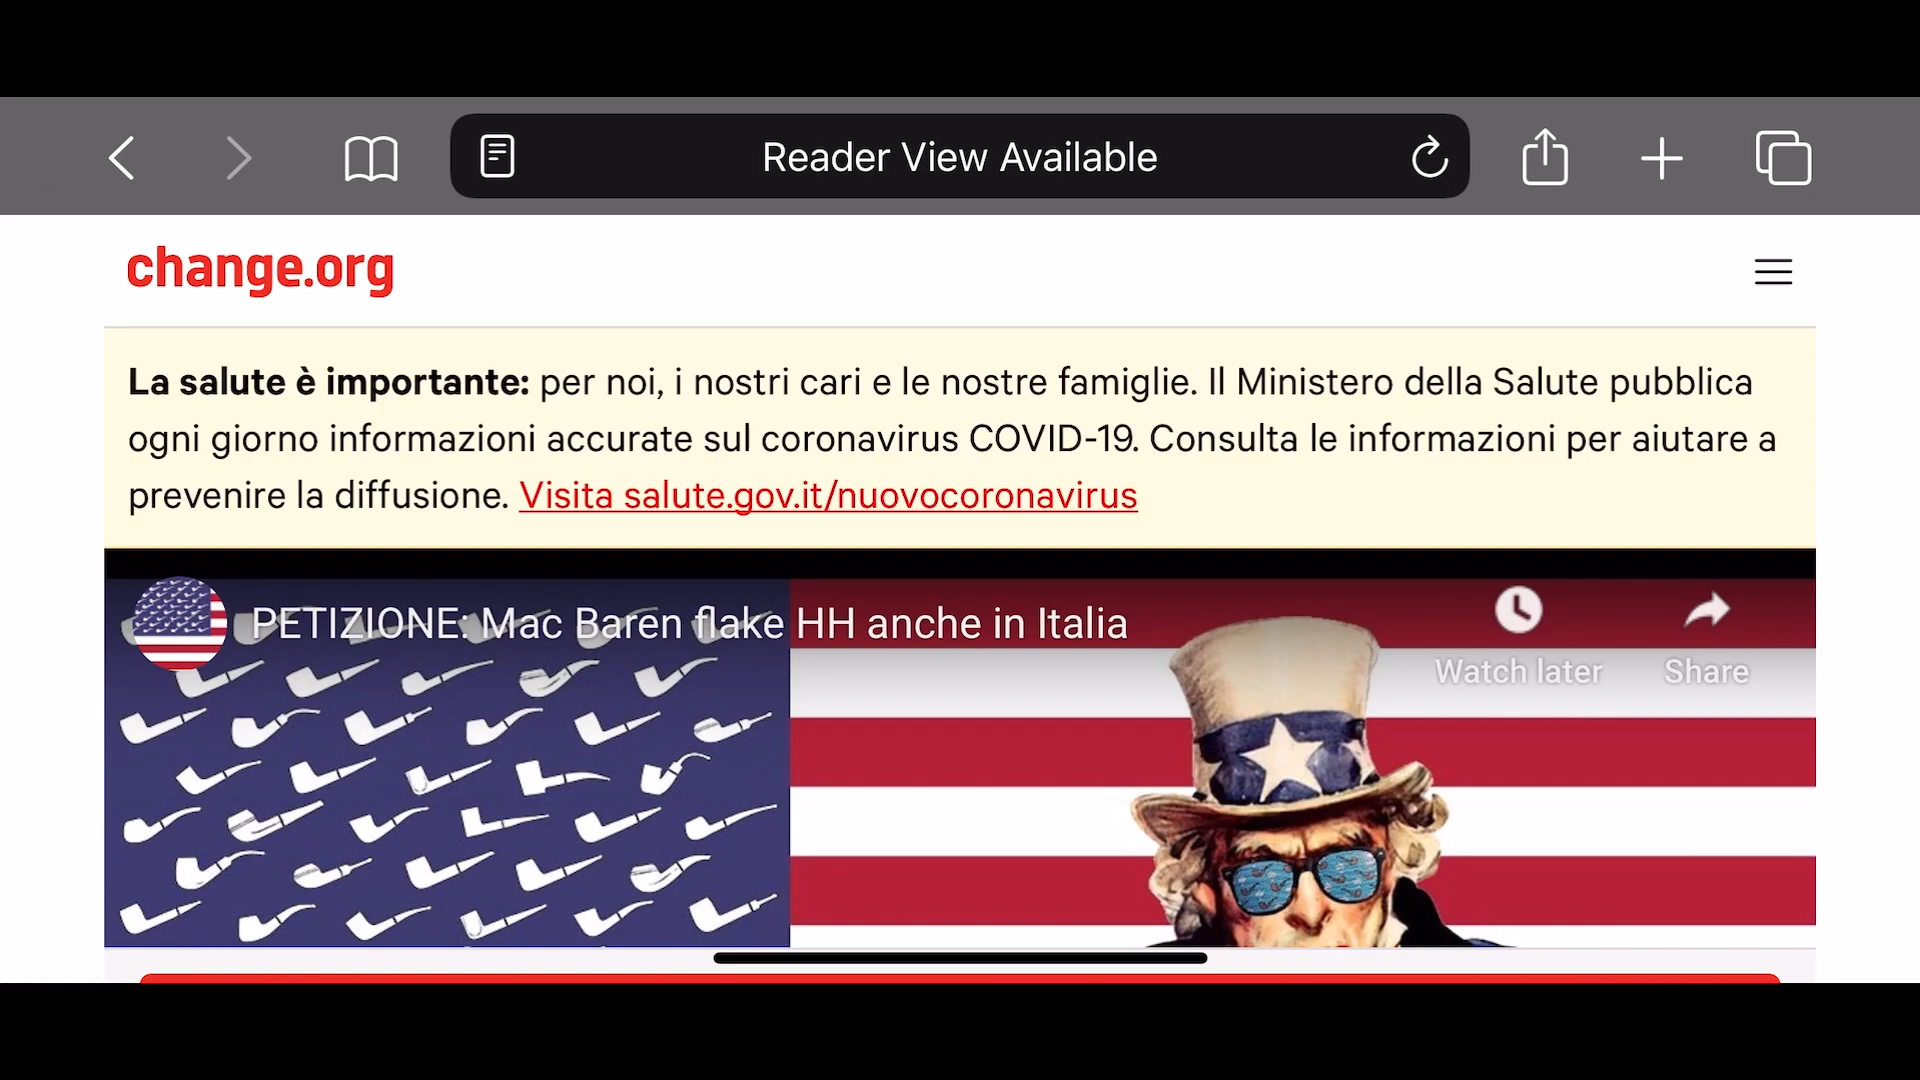 Reader View Available
change.org
La salute è importante: per noi, i nostri cari e le nostre famiglie. Il Ministero della Salute pubblica
ogni giorno informazioni accurate sul coronavirus COVID-19. Consulta le informazioni per aiutare a
prevenire la diffusione. Visita salute.gov.it/nuovocoronavirus
PETIZIONE: Mac Baren flake HH anche in Italia
Watch later
Share